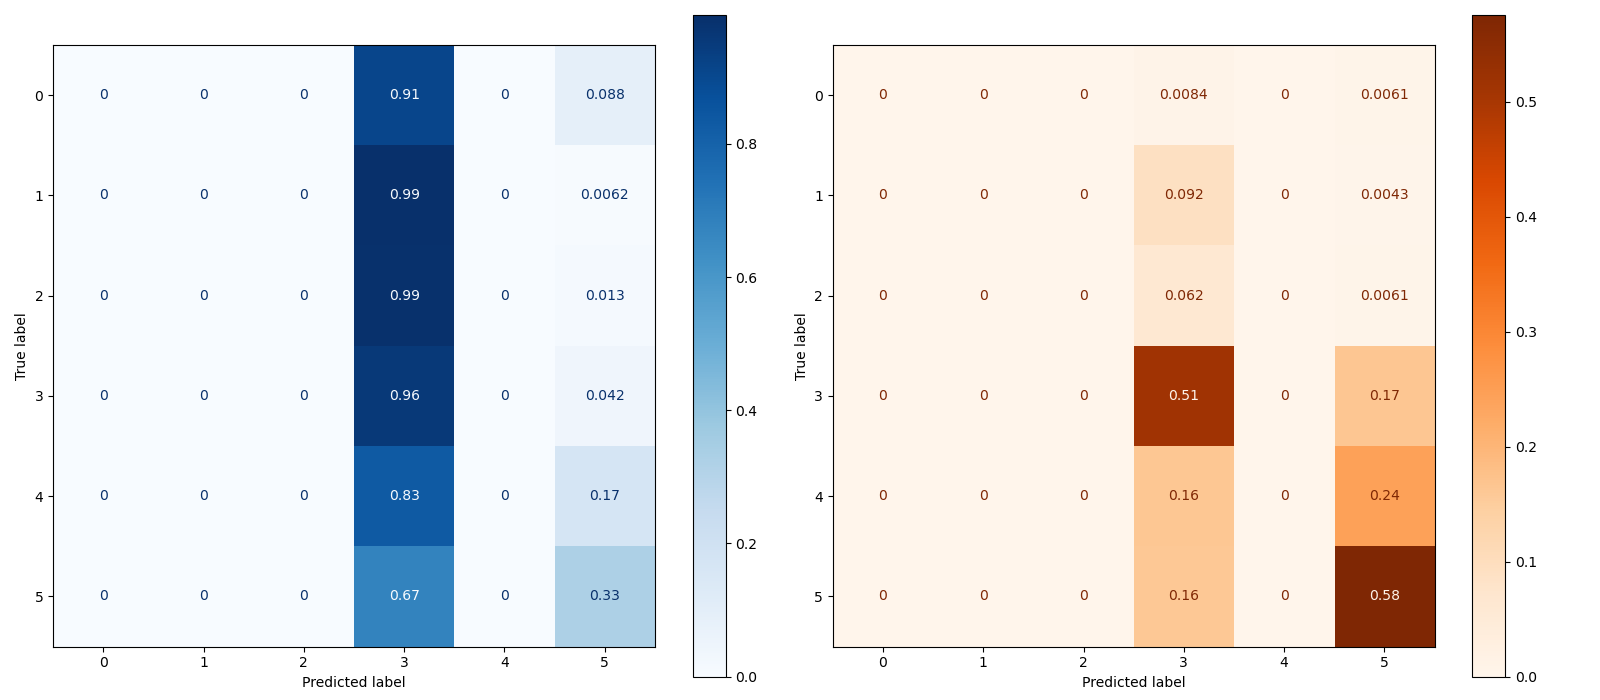 0 0 0 0 0.91 0 0.088
1 0 0 0 0.99 0 0.0062
2 0 0 0 0.99 0 0.013
3 0 0 0 0.96 0 0.042
4 0 0 0 0.83 0 0.17
5 0 0 0 0.67 0 0.33
0 1 2 3 4 5
Predicted label
True label
0.8
0.6
0.4
0.2
0.0
0 0 0 0 0.0084 0 0.0061
1 0 0 0 0.092 0 0.0043
2 0 0 0 0.062 0 0.0061
3 0 0 0 0.51 0 0.17
4 0 0 0 0.16 0 0.24
5 0 0 0 0.16 0 0.58
0 1 2 3 4 5
Predicted label
True label
0.5
0.4
0.3
0.2
0.1
0.0